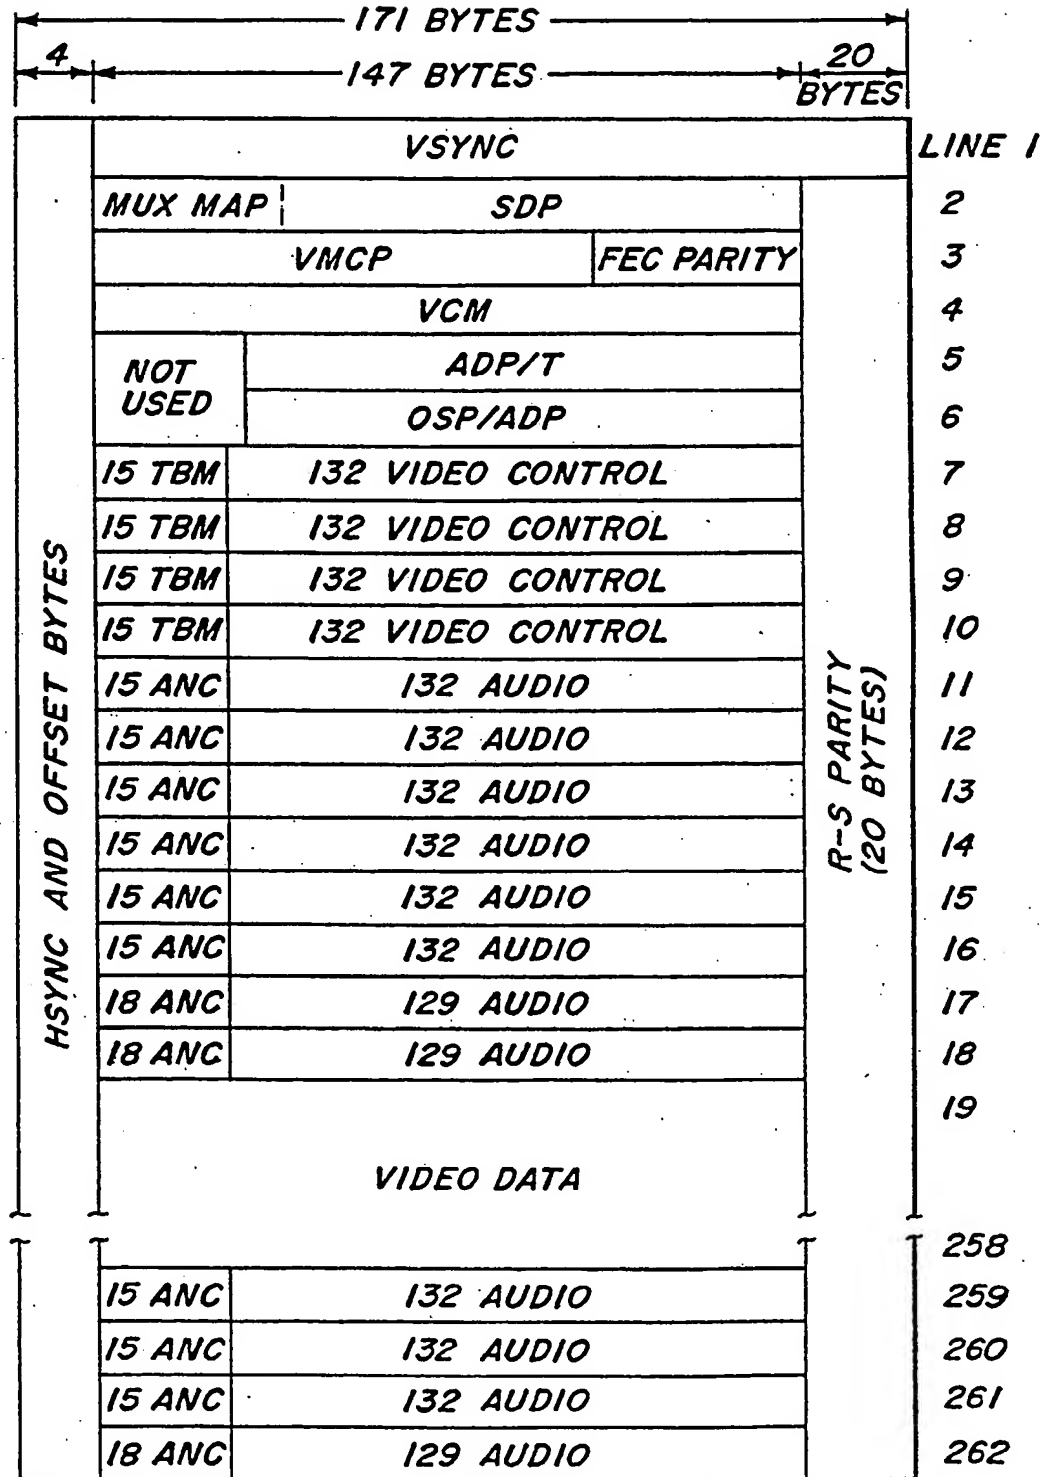 171 BYTES
4
147 BYTES
20
BYTES
VSYNC LINE 1
MUX MAP SDP 2
VMCP FEC PARITY 3
VCM 4
NOT
USED
ADP/T 5
OSP/ADP 6
15 TBM 132 VIDEO CONTROL 7
15 TBM 132 VIDEO CONTROL 8
15 TBM 132 VIDEO CONTROL 9
15 TBM 132 VIDEO CONTROL 10
15 ANC 132 AUDIO 11
15 ANC 132 AUDIO 12
15 ANC 132 AUDIO 13
15 ANC 132 AUDIO 14
15 ANC 132 AUDIO 15
15 ANC 132 AUDIO 16
18 ANC 129 AUDIO 17
18 ANC 129 AUDIO 18
19
VIDEO DATA
258
15 ANC 132 AUDIO 259
15 ANC 132 AUDIO 260
15 ANC 132 AUDIO 261
18 ANC 129 AUDIO 262
HSYNC AND OFFSET BYTES
R-S PARITY
(20 BYTES)